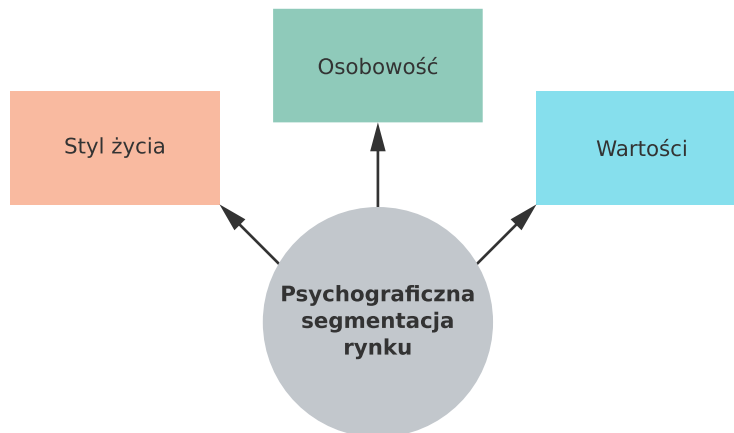 Osobowość
Styl życia
Wartości
Psychograficzna
segmentacja
rynku